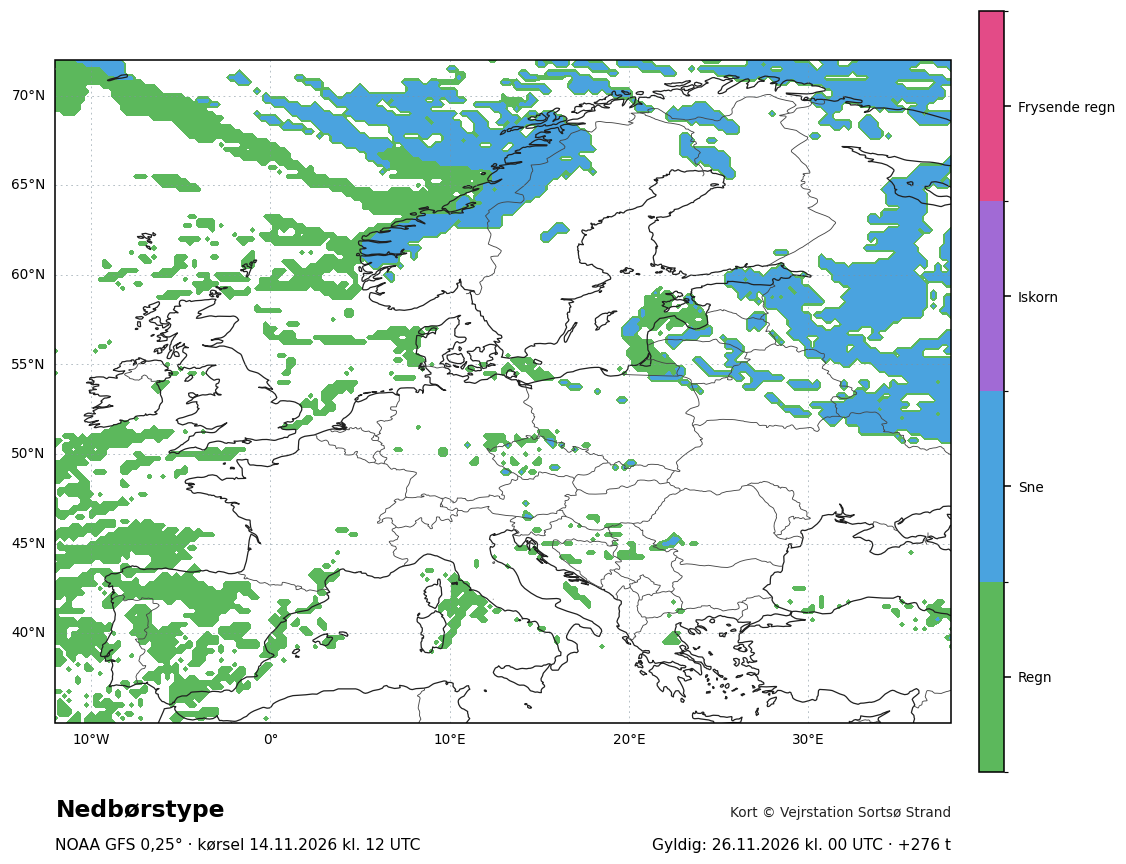 70°N
65°N
60°N
55°N
50°N
45°N
40°N
10°W
0°
10°E
20°E
30°E
Frysende regn
Iskorn
Sne
Regn
Nedbørstype
Kort © Vejrstation Sortsø Strand
NOAA GFS 0,25° · kørsel 14.11.2026 kl. 12 UTC
Gyldig: 26.11.2026 kl. 00 UTC · +276 t